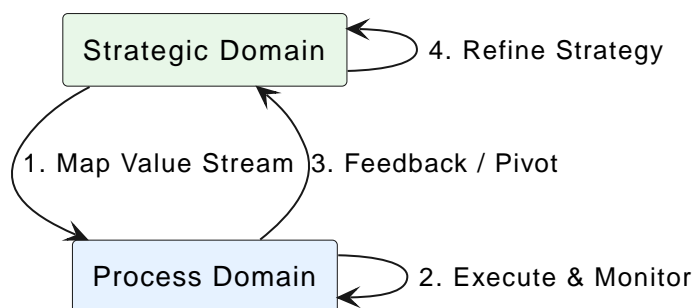 Strategic Domain
4. Refine Strategy
1. Map Value Stream
3. Feedback / Pivot
Process Domain
2. Execute & Monitor